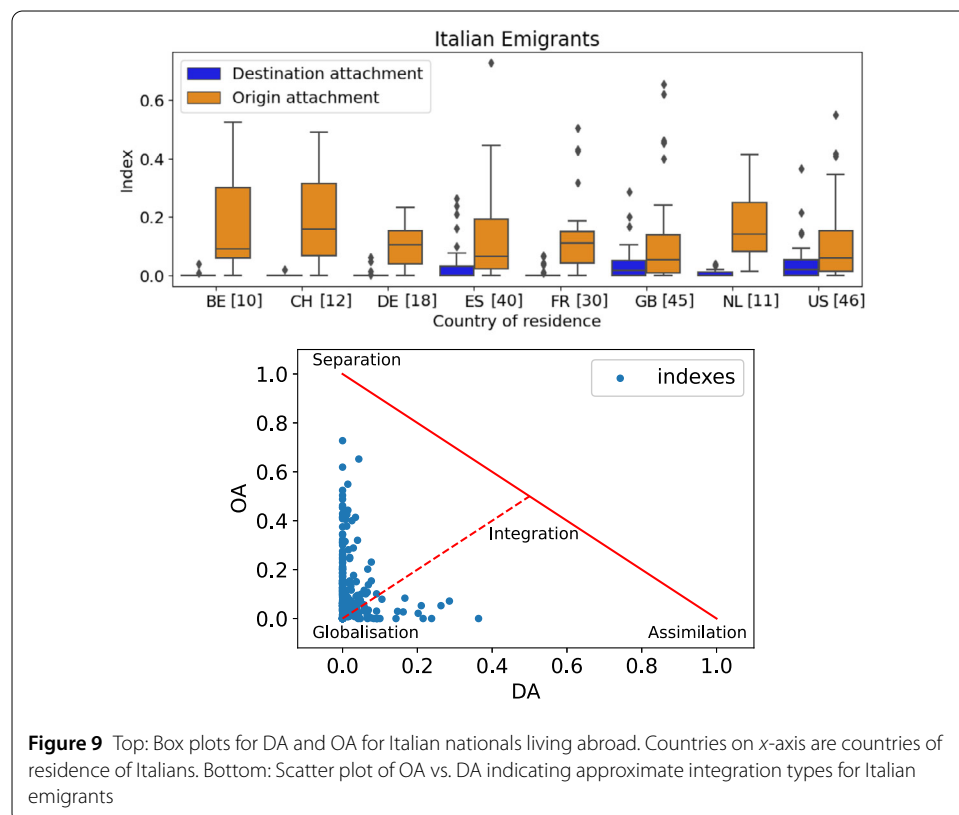 Italian Emigrants
Destination attachment
Origin attachment
Index
0.6
0.4
0.2
0.0
BE [10] CH [12] DE [18] ES [40] FR [30] GB [45] NL [11] US [46]
Country of residence
Separation
indexes
1.0
0.8
0.6
0.4
0.2
0.0
OA
Integration
Globalisation
Assimilation
0.0 0.2 0.4 0.6 0.8 1.0
DA
Figure 9 Top: Box plots for DA and OA for Italian nationals living abroad. Countries on x-axis are countries of
residence of Italians. Bottom: Scatter plot of OA vs. DA indicating approximate integration types for Italian
emigrants